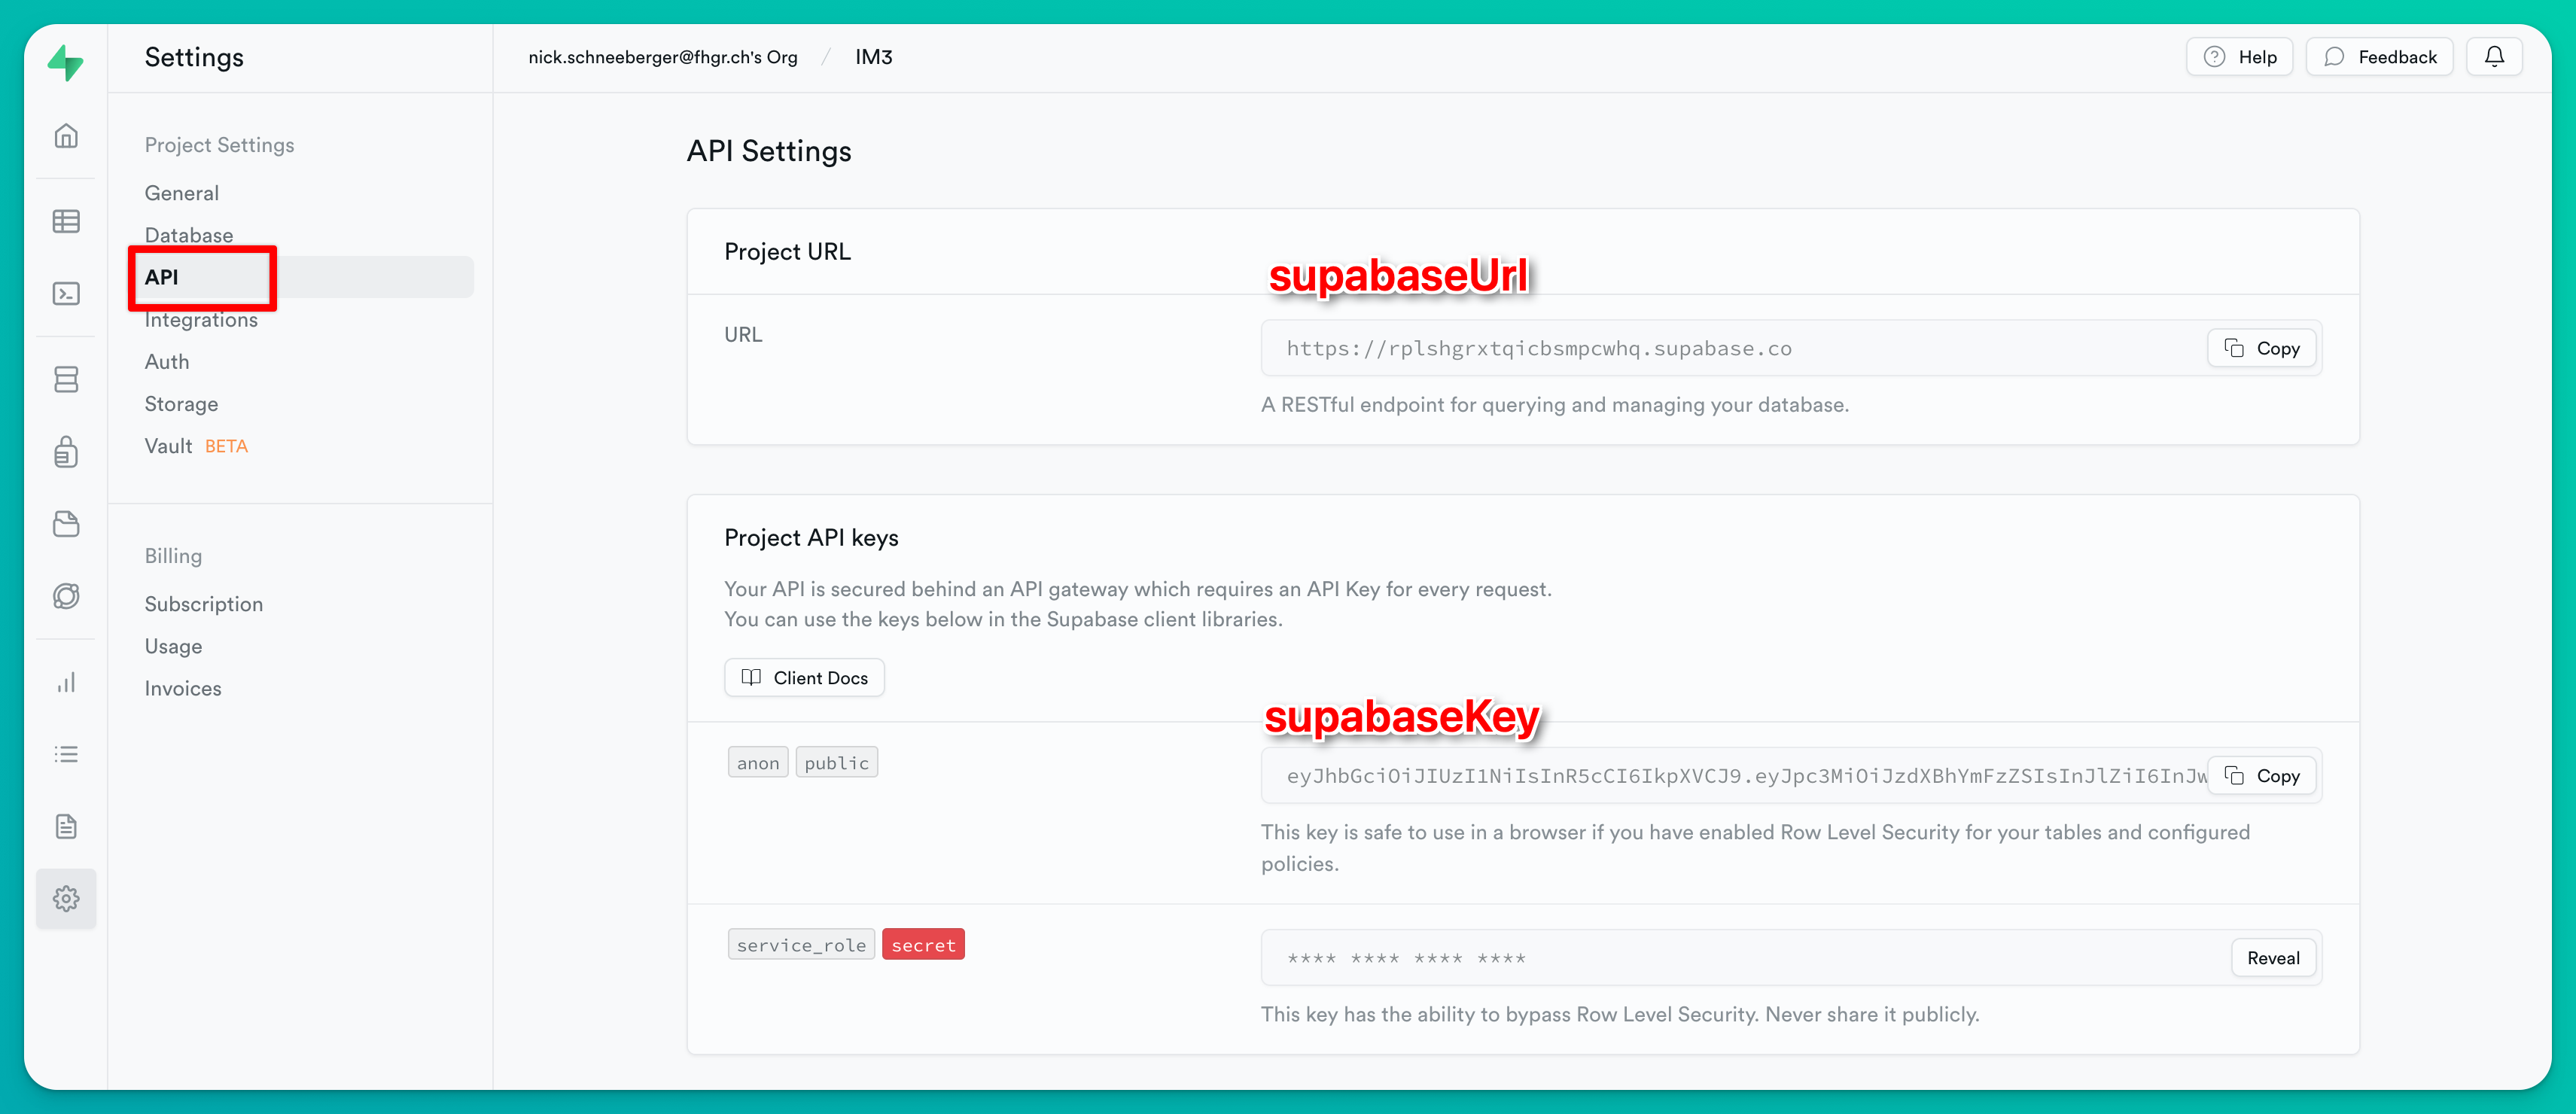 Settings
nick.schneeberger@fhgr.ch's Org / IM3
Help
Feedback
Project Settings
General
Database
API
Integrations
Auth
Storage
Vault BETA
Billing
Subscription
Usage
Invoices
API Settings
Project URL
supabaseUrl
URL
https://rplshgrxtqicbsmpcwhq.supabase.co
Copy
A RESTful endpoint for querying and managing your database.
Project API keys
Your API is secured behind an API gateway which requires an API Key for every request.
You can use the keys below in the Supabase client libraries.
Client Docs
supabaseKey
anon public
eyJhbGciOiJIUzI1NiIsInR5cCI6IkpXVCJ9.eyJpc3MiOiJzdXBhYmFzZSIsInJlZiI6InJw
Copy
This key is safe to use in a browser if you have enabled Row Level Security for your tables and configured
policies.
service_role secret
**** **** **** ****
Reveal
This key has the ability to bypass Row Level Security. Never share it publicly.